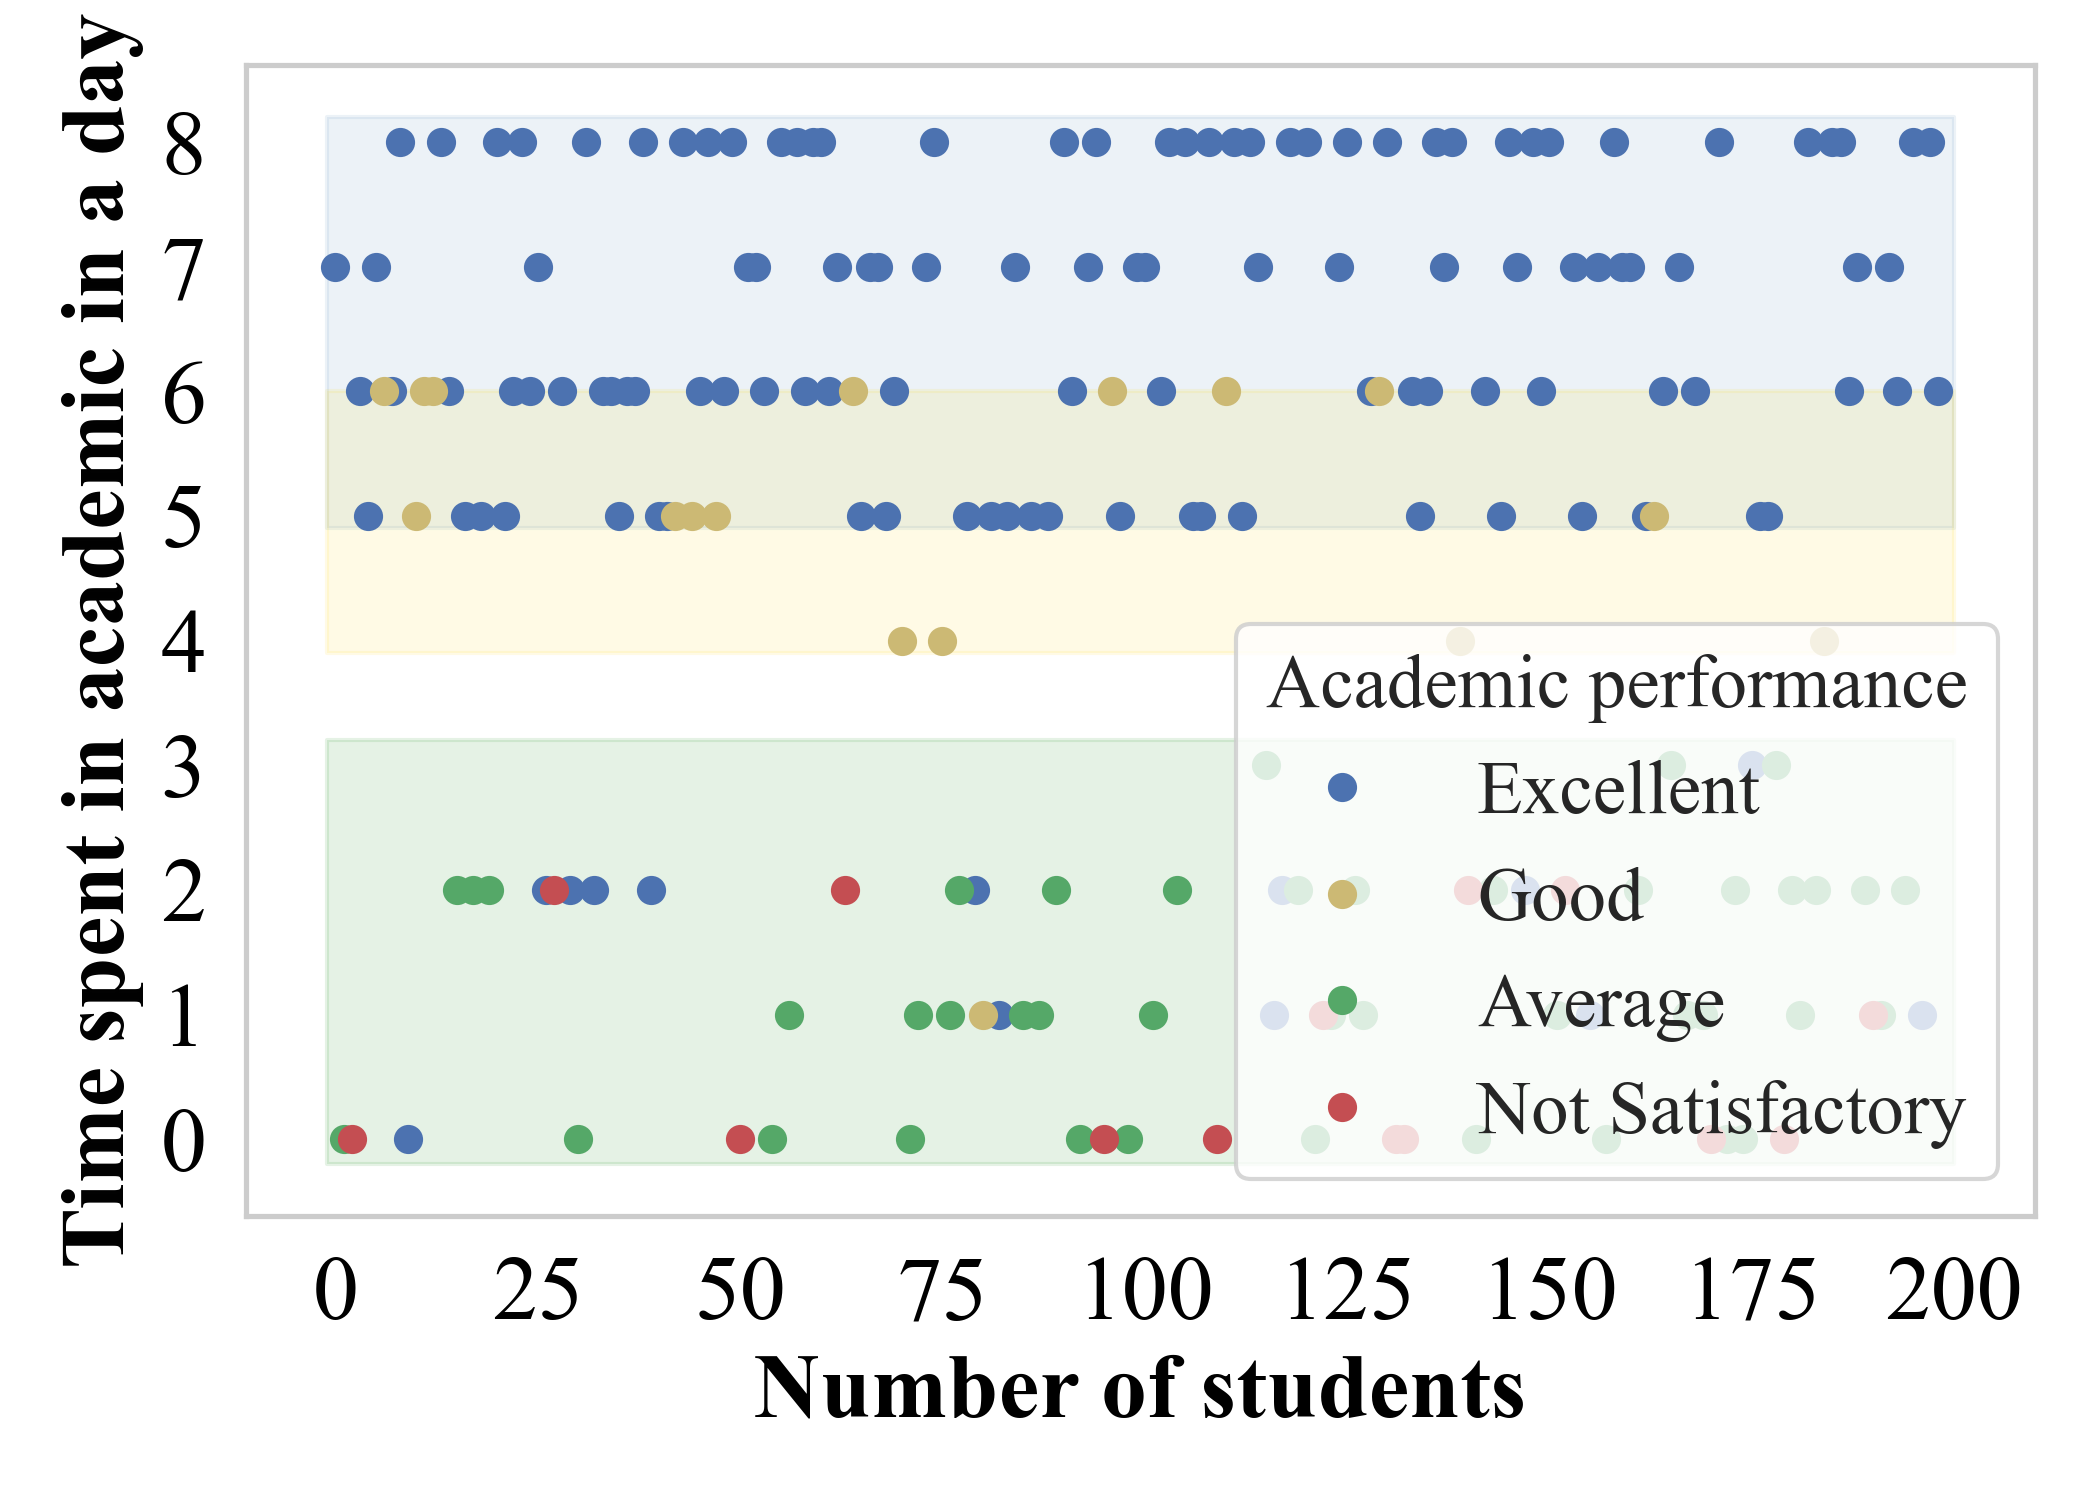 Time spent in academic in a day
8
7
6
5
4
3
2
1
0
Academic performance
Excellent
Good
Average
Not Satisfactory
0 25 50 75 100 125 150 175 200
Number of students